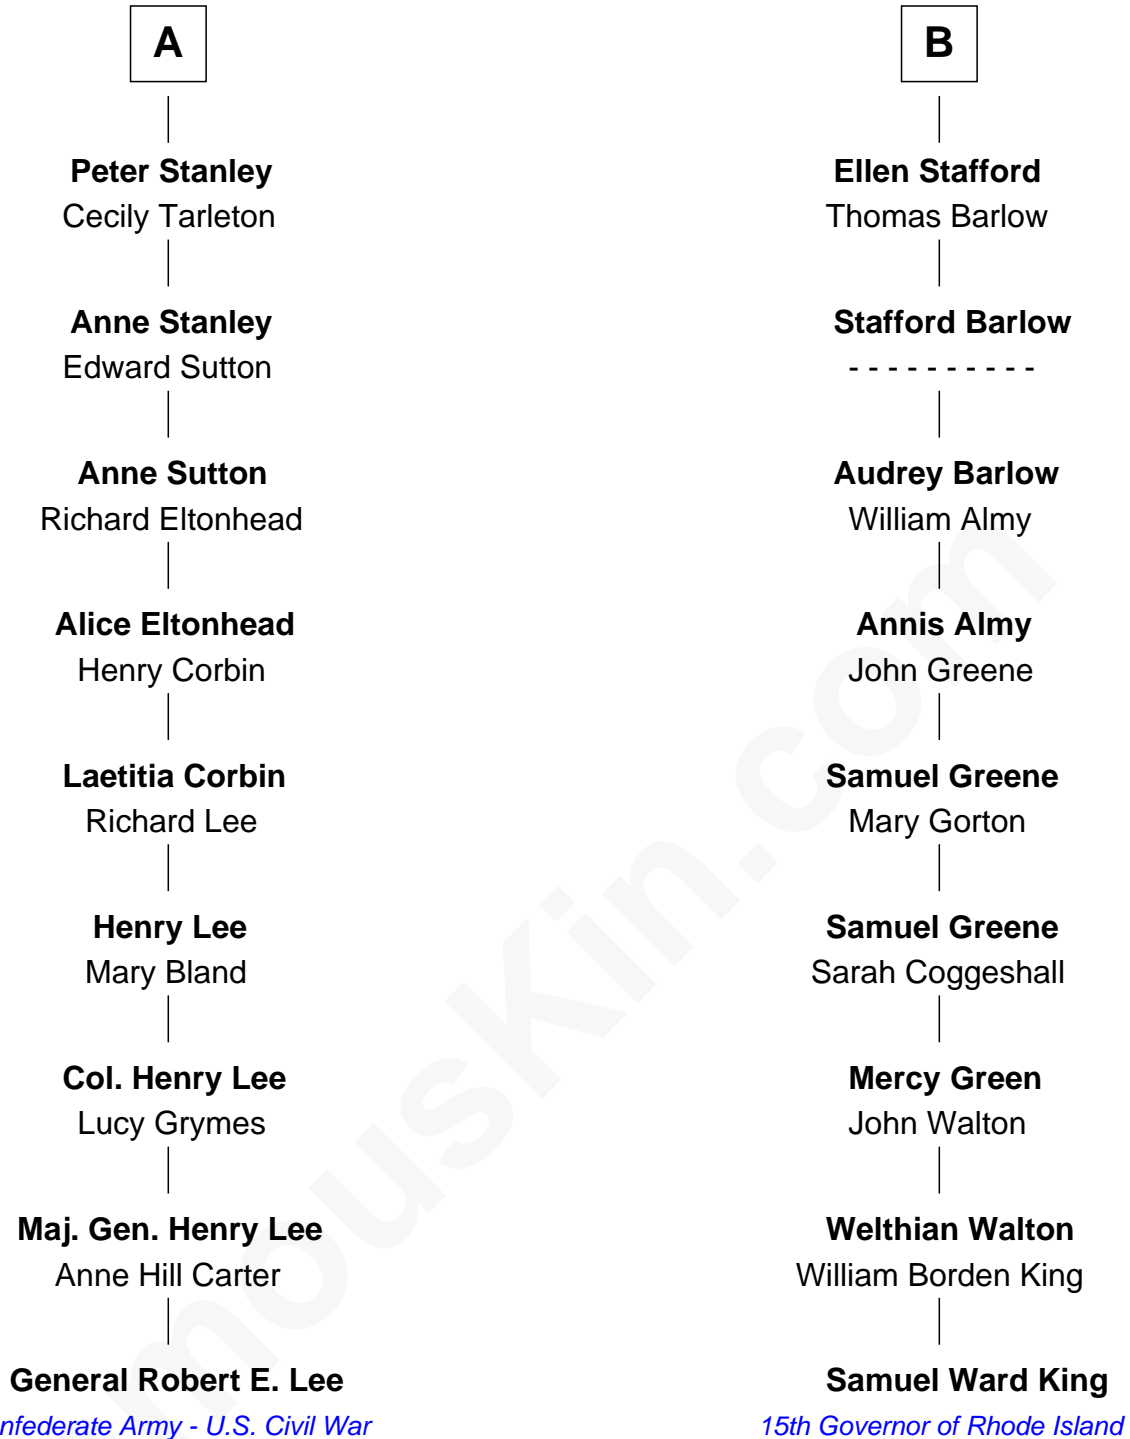 A
Peter Stanley
Cecily Tarleton
Anne Stanley
Edward Sutton
Anne Sutton
Richard Eltonhead
Alice Eltonhead
Henry Corbin
Laetitia Corbin
Richard Lee
Henry Lee
Mary Bland
Col. Henry Lee
Lucy Grymes
Maj. Gen. Henry Lee
Anne Hill Carter
General Robert E. Lee
nfederate Army - U.S. Civil War
B
Ellen Stafford
Thomas Barlow
Stafford Barlow
- - - - - - - - - -
Audrey Barlow
William Almy
Annis Almy
John Greene
Samuel Greene
Mary Gorton
Samuel Greene
Sarah Coggeshall
Mercy Green
John Walton
Welthian Walton
William Borden King
Samuel Ward King
15th Governor of Rhode Island
mouskin.com